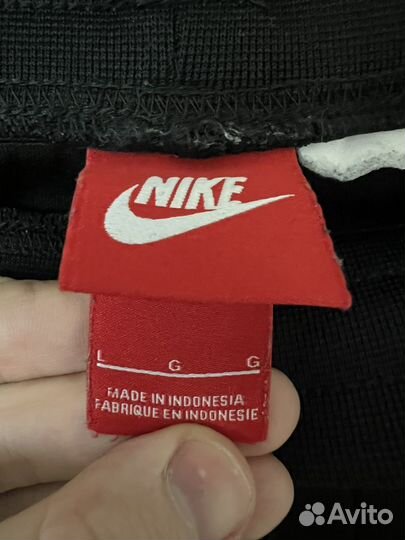 NIKE
L G G
MADE IN INDONESIA
FABRIQUE EN INDONESIE
Avito